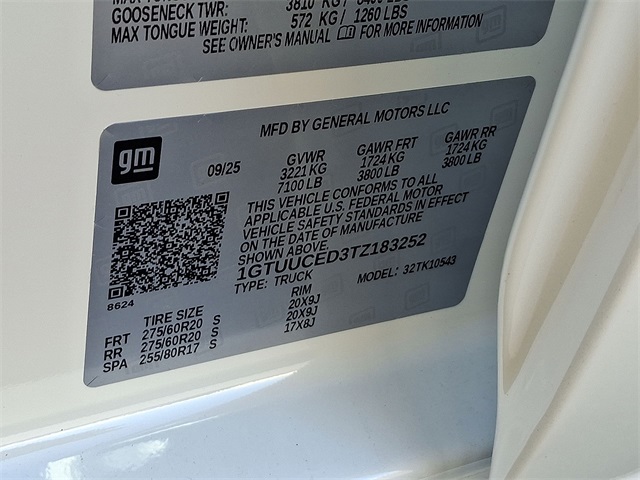 GOOSENECK TWR: 3810 KG/ 8400 LBS
MAX TONGUE WEIGHT: 572 KG/ 1260 LBS
SEE OWNER'S MANUAL FOR MORE INFORMATION
MFD BY GENERAL MOTORS LLC
gm
09/25
GVWR GAWR FRT GAWR RR
3221 KG 1724 KG 1724 KG
7100 LB 3800 LB 3800 LB
THIS VEHICLE CONFORMS TO ALL
APPLICABLE U.S. FEDERAL MOTOR
VEHICLE SAFETY STANDARDS IN EFFECT
ON THE DATE OF MANUFACTURE
SHOWN ABOVE.
1GTUUCED3TZ183252
TYPE: TRUCK MODEL: 32TK10543
8624
TIRE SIZE RIM
FRT 275/60R20 S 20X9J
RR 275/60R20 S 20X9J
SPA 255/80R17 S 17X8J